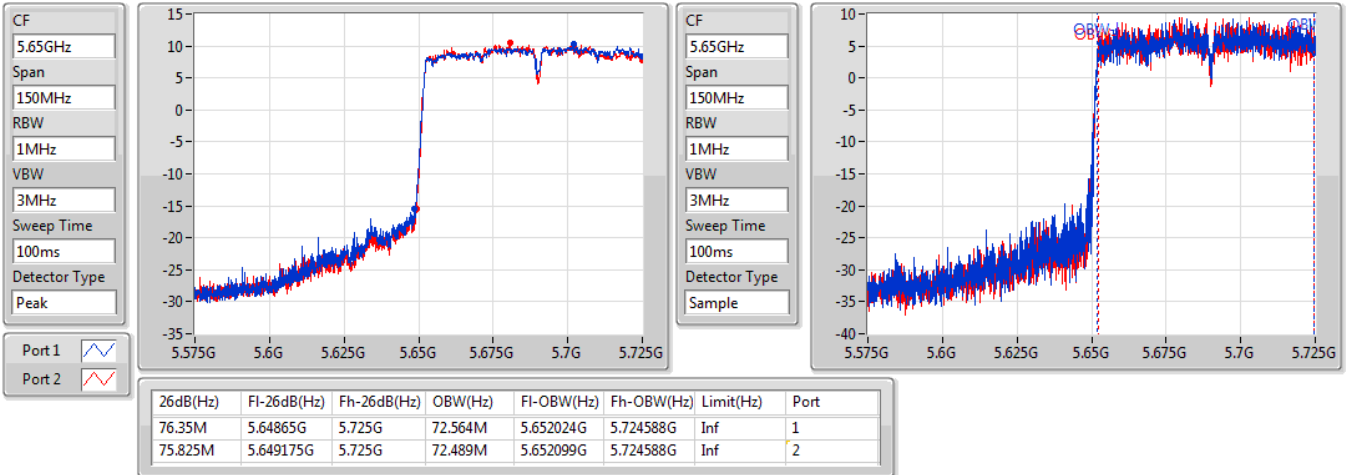 CF
5.65GHz
Span
150MHz
RBW
1MHz
VBW
3MHz
Sweep Time
100ms
Detector Type
Peak
15
10
5
0
-5
-10
-15
-20
-25
-30
-35
5.575G 5.6G 5.625G 5.65G 5.675G 5.7G 5.725G
CF
5.65GHz
Span
150MHz
RBW
1MHz
VBW
3MHz
Sweep Time
100ms
Detector Type
Sample
10
5
0
-5
-10
-15
-20
-25
-30
-35
-40
OBW OBW
5.575G 5.6G 5.625G 5.65G 5.675G 5.7G 5.725G
Port 1
Port 2
26dB(Hz) Fl-26dB(Hz) Fh-26dB(Hz) OBW(Hz) Fl-OBW(Hz) Fh-OBW(Hz) Limit(Hz) Port
76.35M 5.64865G 5.725G 72.564M 5.652024G 5.724588G Inf 1
75.825M 5.649175G 5.725G 72.489M 5.652099G 5.724588G Inf 2